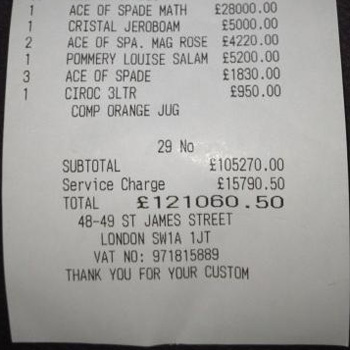 1 ACE OF SPADE MATH £28000.00
1 CRISTAL JEROBOAM £5000.00
2 ACE OF SPA. MAG ROSE £4220.00
1 POMMERY LOUISE SALAM £5200.00
3 ACE OF SPADE £1830.00
1 CIROC 3LTR £950.00
COMP ORANGE JUG
29 No
SUBTOTAL £105270.00
Service Charge £15790.50
TOTAL £121060.50
48-49 ST JAMES STREET
LONDON SW1A 1JT
VAT NO: 971815889
THANK YOU FOR YOUR CUSTOM